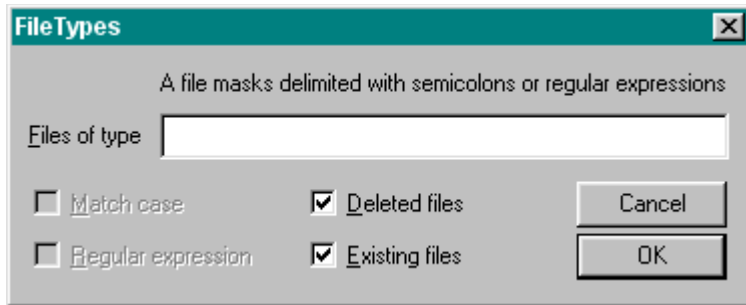 FileTypes
A file masks delimited with semicolons or regular expressions
Files of type
Match case Deleted files Cancel
Regular expression Existing files OK